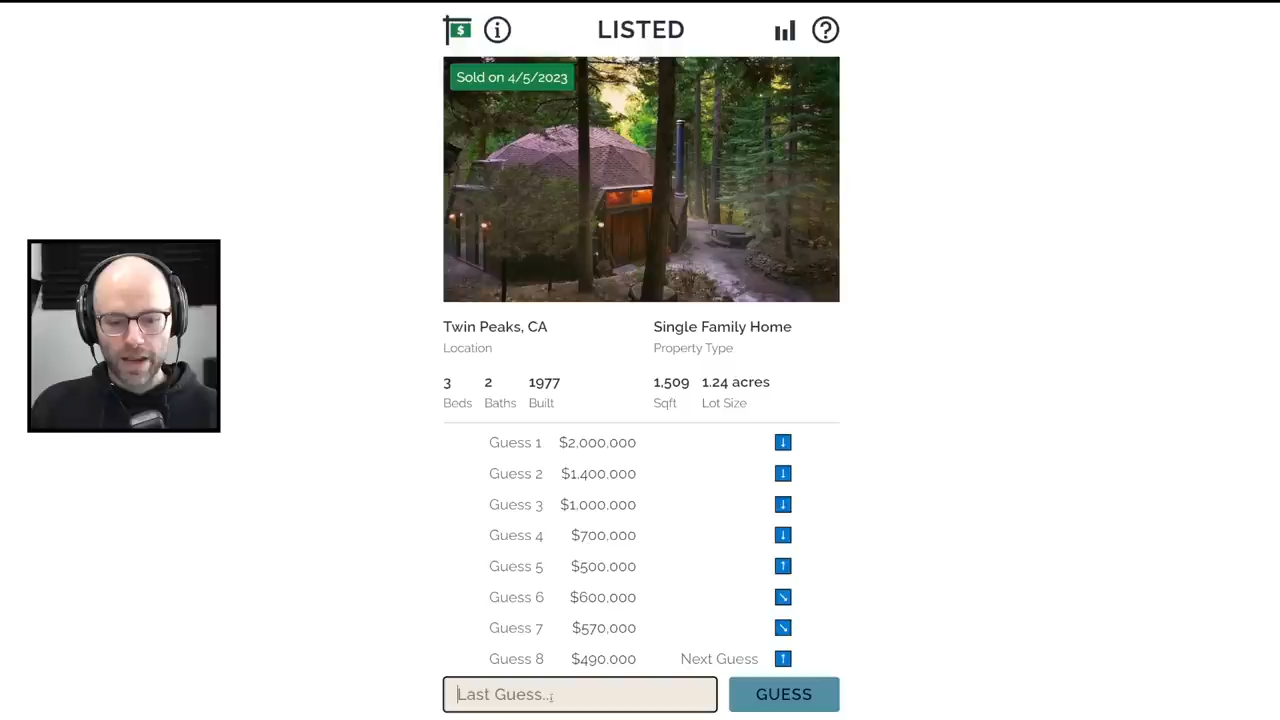 LISTED
Sold on 4/5/2023
Twin Peaks, CA
Location
Single Family Home
Property Type
3
Beds
2
Baths
1977
Built
1,509
Sqft
1.24 acres
Lot Size
Guess 1 $2,000,000
Guess 2 $1,400,000
Guess 3 $1,000,000
Guess 4 $700,000
Guess 5 $500,000
Guess 6 $600,000
Guess 7 $570,000
Guess 8 $490,000 Next Guess
Last Guess...
GUESS